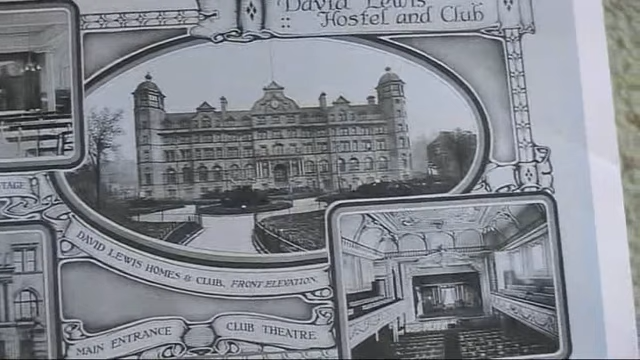 David Lewis
Hostel and Club
STAGE
DAVID LEWIS HOMES & CLUB, FRONT ELEVATION.
MAIN ENTRANCE
CLUB THEATRE